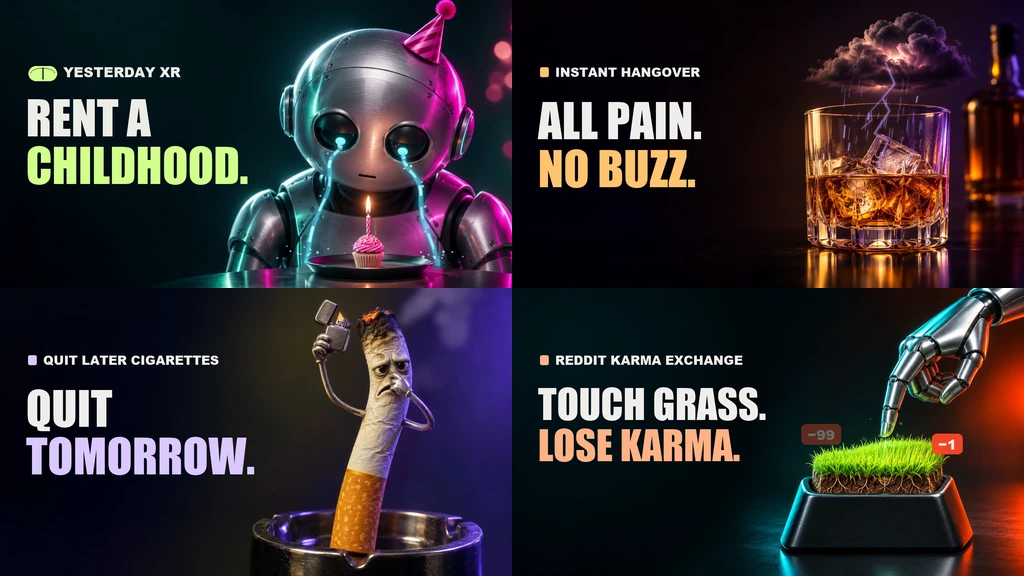 YESTERDAY XR
RENT A
CHILDHOOD.
INSTANT HANGOVER
ALL PAIN.
NO BUZZ.
QUIT LATER CIGARETTES
QUIT
TOMORROW.
REDDIT KARMA EXCHANGE
TOUCH GRASS.
LOSE KARMA.
−99
−1